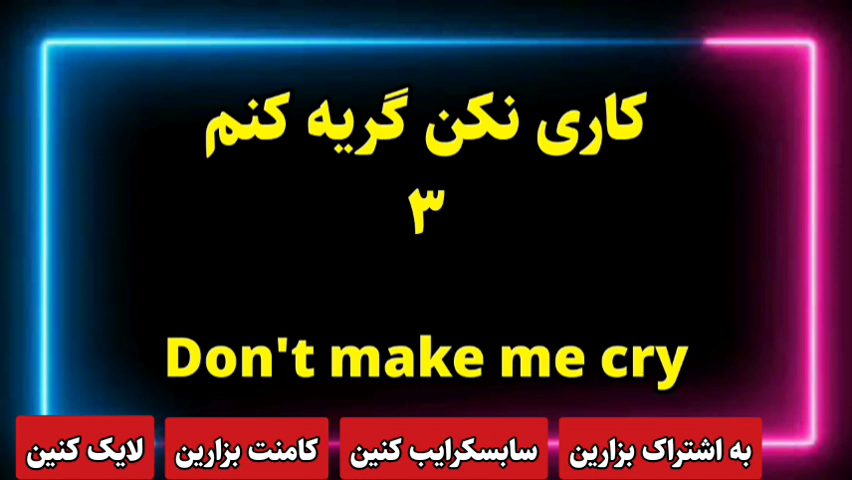 کاری نکن گریه کنم
۳
Don't make me cry
به اشتراک بزارین
سابسکرایب کنین
کامنت بزارین
لایک کنین